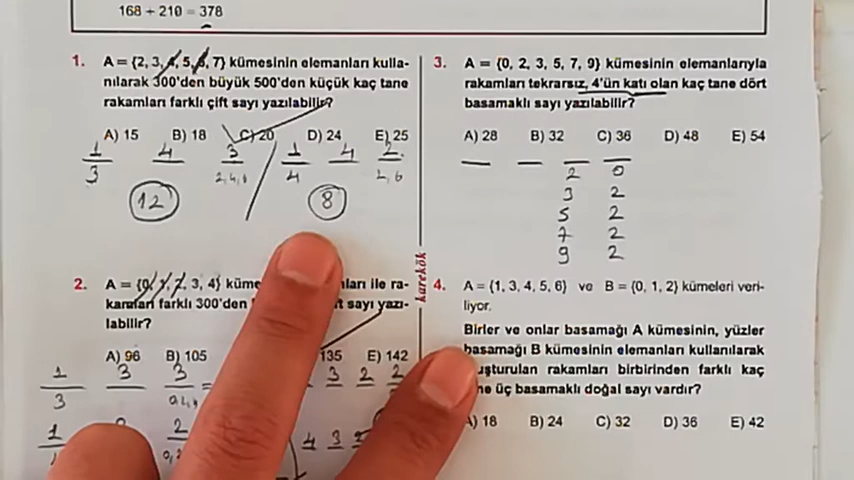 168 + 210 = 378
1. A = {2, 3, 4, 5, 6, 7} kümesinin elemanları kulla-
nılarak 300'den büyük 500'den küçük kaç tane
rakamları farklı çift sayı yazılabilir?
A) 15 B) 18 C) 20 D) 24 E) 25
1 4 3 / 1 4 2
3 2,4,6 4 2,6
12 8
2. A = {0, 1, 2, 3, 4} küme ları ile ra-
kamları farklı 300'den t sayı yazı-
labilir?
A) 96 B) 105 135 E) 142
1 3 3 = 3 2 2
3
1 2
4 3
karekök
3. A = {0, 2, 3, 5, 7, 9} kümesinin elemanlarıyla
rakamları tekrarsız, 4'ün katı olan kaç tane dört
basamaklı sayı yazılabilir?
A) 28 B) 32 C) 36 D) 48 E) 54
2 0
3 2
5 2
7 2
9 2
4. A = {1, 3, 4, 5, 6} ve B = {0, 1, 2} kümeleri veri-
liyor.
Birler ve onlar basamağı A kümesinin, yüzler
basamağı B kümesinin elemanları kullanılarak
uşturulan rakamları birbirinden farklı kaç
ne üç basamaklı doğal sayı vardır?
A) 18 B) 24 C) 32 D) 36 E) 42